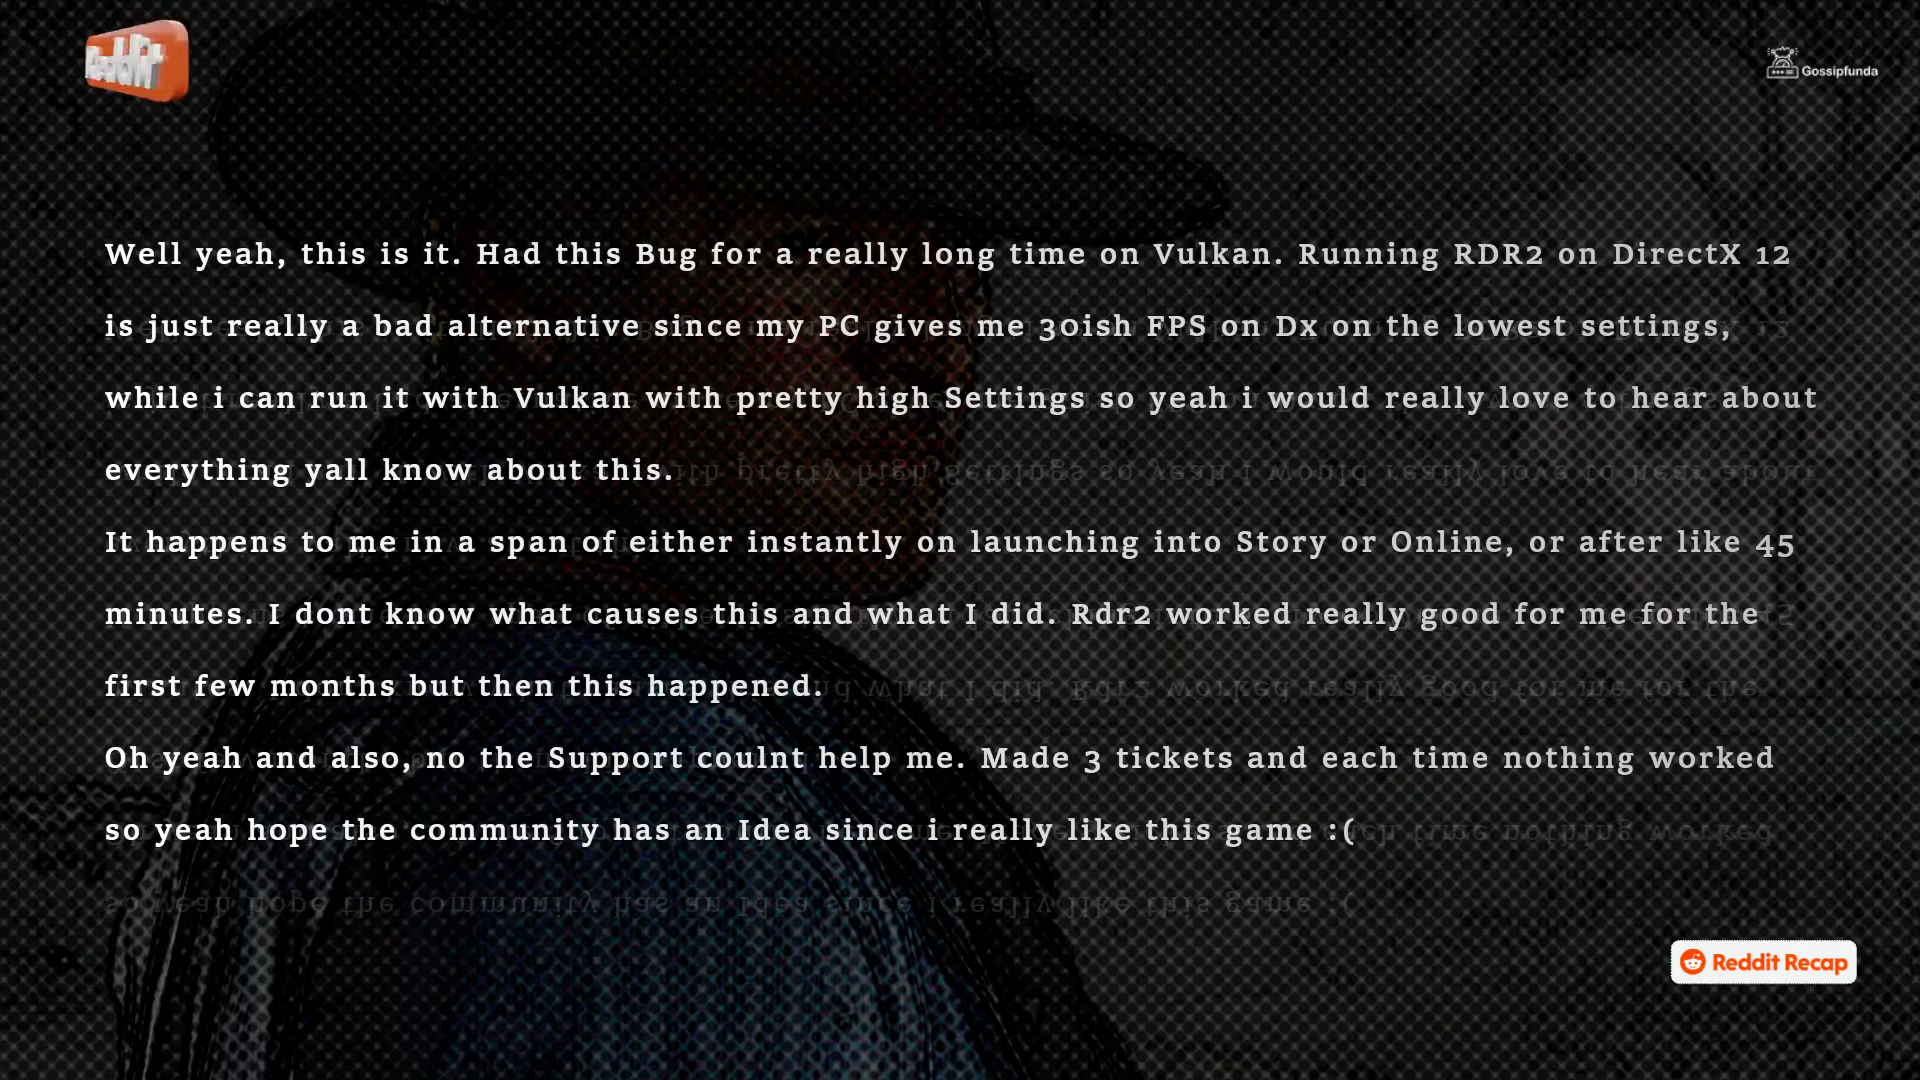 Reddit
Gossipfunda
Well yeah, this is it. Had this Bug for a really long time on Vulkan. Running RDR2 on DirectX 12
is just really a bad alternative since my PC gives me 30ish FPS on Dx on the lowest settings,
while i can run it with Vulkan with pretty high Settings so yeah i would really love to hear about
everything yall know about this.
It happens to me in a span of either instantly on launching into Story or Online, or after like 45
minutes. I dont know what causes this and what I did. Rdr2 worked really good for me for the
first few months but then this happened.
Oh yeah and also, no the Support coulnt help me. Made 3 tickets and each time nothing worked
so yeah hope the community has an Idea since i really like this game :(
Reddit Recap